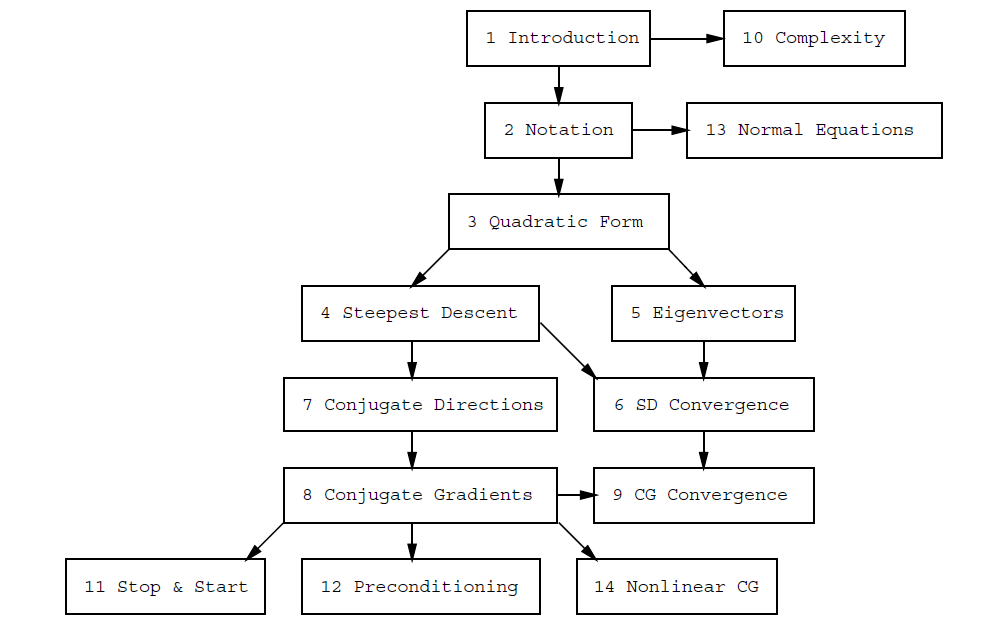 1 Introduction
10 Complexity
2 Notation
13 Normal Equations
3 Quadratic Form
4 Steepest Descent
5 Eigenvectors
7 Conjugate Directions
6 SD Convergence
8 Conjugate Gradients
9 CG Convergence
11 Stop & Start
12 Preconditioning
14 Nonlinear CG